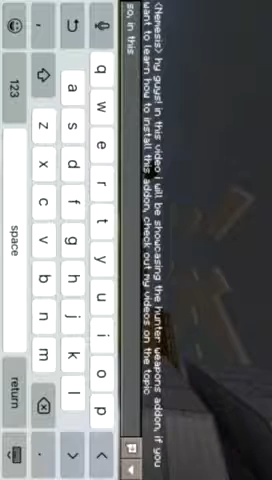 <Nemesis> hy guys! in this video i will be showcasing the hunter weapons addon, if you
want to learn how to install this addon, check out my videos on the topic
so, in this
q w e r t y u i o p
a s d f g h j k l
z x c v b n m
123 space return